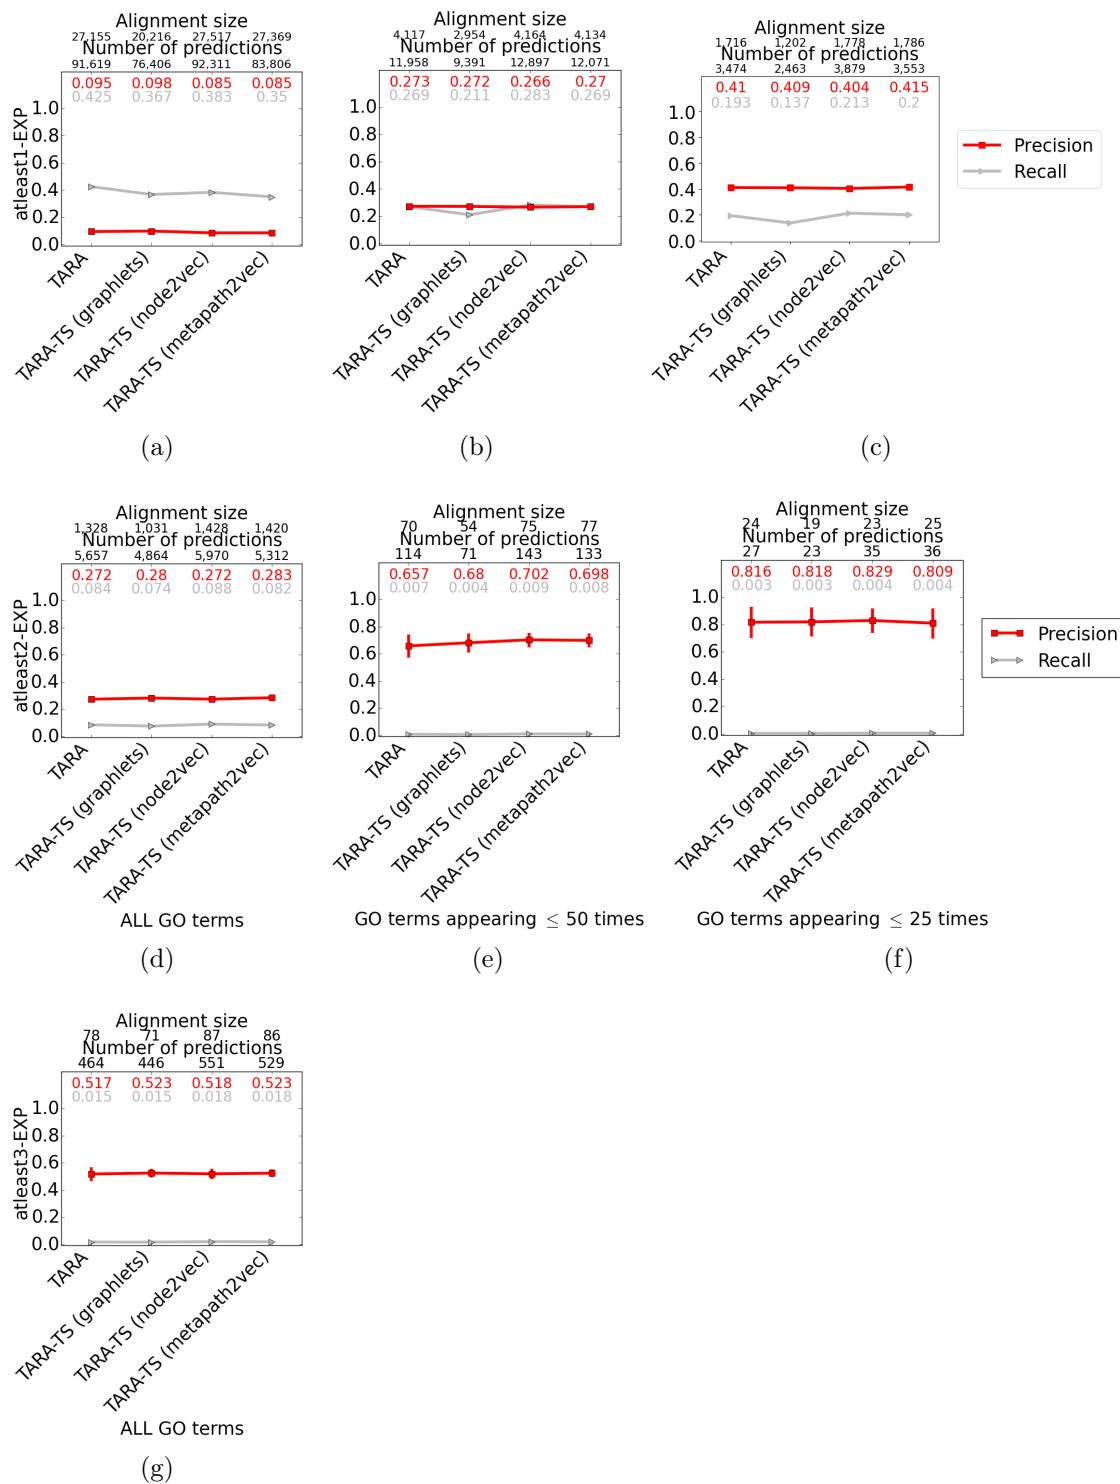 Alignment size
27,155 20,216 27,517 27,369
Number of predictions
91,619 76,406 92,311 83,806
0.095 0.098 0.085 0.085
0.425 0.367 0.383 0.35
atleast1-EXP
1.0
0.8
0.6
0.4
0.2
0.0
TARA
TARA-TS (graphlets)
TARA-TS (node2vec)
TARA-TS (metapath2vec)
(a)
Alignment size
4,117 2,954 4,164 4,134
Number of predictions
11,958 9,391 12,897 12,071
0.273 0.272 0.266 0.27
0.269 0.211 0.283 0.269
1.0
0.8
0.6
0.4
0.2
0.0
TARA
TARA-TS (graphlets)
TARA-TS (node2vec)
TARA-TS (metapath2vec)
(b)
Alignment size
1,716 1,202 1,778 1,786
Number of predictions
3,474 2,463 3,879 3,553
0.41 0.409 0.404 0.415
0.193 0.137 0.213 0.2
1.0
0.8
0.6
0.4
0.2
0.0
TARA
TARA-TS (graphlets)
TARA-TS (node2vec)
TARA-TS (metapath2vec)
(c)
Precision
Recall
Alignment size
1,328 1,031 1,428 1,420
Number of predictions
5,657 4,864 5,970 5,312
0.272 0.28 0.272 0.283
0.084 0.074 0.088 0.082
atleast2-EXP
1.0
0.8
0.6
0.4
0.2
0.0
TARA
TARA-TS (graphlets)
TARA-TS (node2vec)
TARA-TS (metapath2vec)
ALL GO terms
(d)
Alignment size
70 54 75 77
Number of predictions
114 71 143 133
0.657 0.68 0.702 0.698
0.007 0.004 0.009 0.008
1.0
0.8
0.6
0.4
0.2
0.0
TARA
TARA-TS (graphlets)
TARA-TS (node2vec)
TARA-TS (metapath2vec)
GO terms appearing ≤ 50 times
(e)
Alignment size
24 19 23 25
Number of predictions
27 23 35 36
0.816 0.818 0.829 0.809
0.003 0.003 0.004 0.004
1.0
0.8
0.6
0.4
0.2
0.0
TARA
TARA-TS (graphlets)
TARA-TS (node2vec)
TARA-TS (metapath2vec)
GO terms appearing ≤ 25 times
(f)
Precision
Recall
Alignment size
78 71 87 86
Number of predictions
464 446 551 529
0.517 0.523 0.518 0.523
0.015 0.015 0.018 0.018
atleast3-EXP
1.0
0.8
0.6
0.4
0.2
0.0
TARA
TARA-TS (graphlets)
TARA-TS (node2vec)
TARA-TS (metapath2vec)
ALL GO terms
(g)